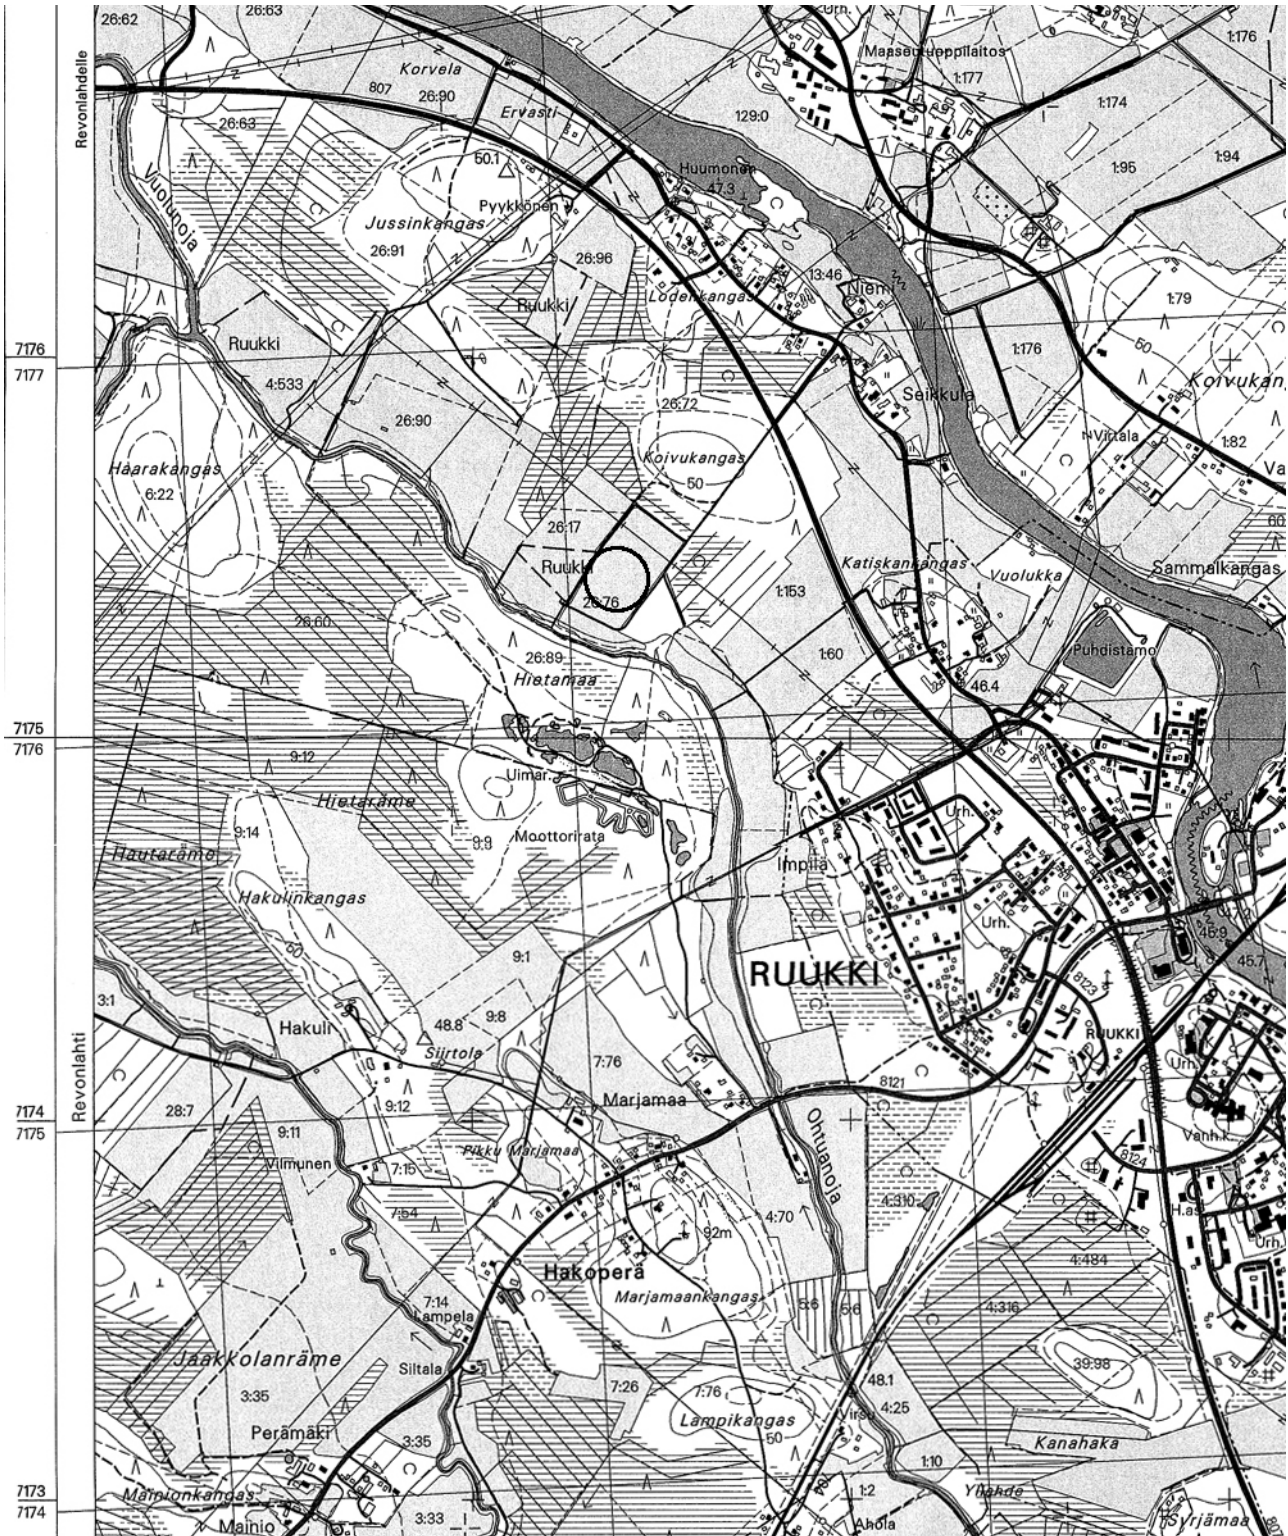 26:62
26:63
Urh.
1:176
Maaseutuoppilaitos
Korvela
807
26:90
1:177
1:174
Revonlahdelle
26:63
Ervasti
129:0
1:95
1:94
50.1
Huumonen
47.3
Vuolunoja
Pyykkönen
Jussinkangas
26:91
26:96
13:46
Niemi
Lodenkangas
Ruukki
1:79
Ruukki
1:176
50
7176
7177
4:533
Koivukan
Seikkula
26:72
26:90
Virtala
1:82
Va
Haarakangas
6:22
Koivukangas
50
26:17
60
Ruukki
Katiskankangas
Vuolukka
Sammalkangas
26:76
1:153
26:60
50
26:89
1:60
Puhdistamo
Hietamaa
46.4
7175
7176
9:12
Uimar.
Hietaräme
Urh.
9:14
9:9
Moottorirata
Hautaräme
Impilä
Hakulinkangas
Urh.
50
9:1
45.9
45.7
RUUKKI
8123
3:1
9:8
Hakuli
48.8
RUUKKI
Siirtola
Urh.
7:76
8121
28:7
9:12
Marjamaa
7174
7175
Revonlahti
9:11
Ohtuanoja
Vanh.k.
Pikku Marjamaa
8124
Vilmunen
7:15
4:310
7:54
H.as
4:70
92m
Urh.
4:484
Hakoperä
7:14
Lampela
Marjamaankangas
5:6
5:6
4:316
Jaakkolanräme
Siltala
39:98
3:35
7:26
7:76
48.1
4:25
Lampikangas
Virsu
50
Perämäki
3:35
Kanahaka
1:10
7173
7174
Mainionkangas
1:2
Ylilähde
Mainio
3:33
Ahola
Syrjämaa